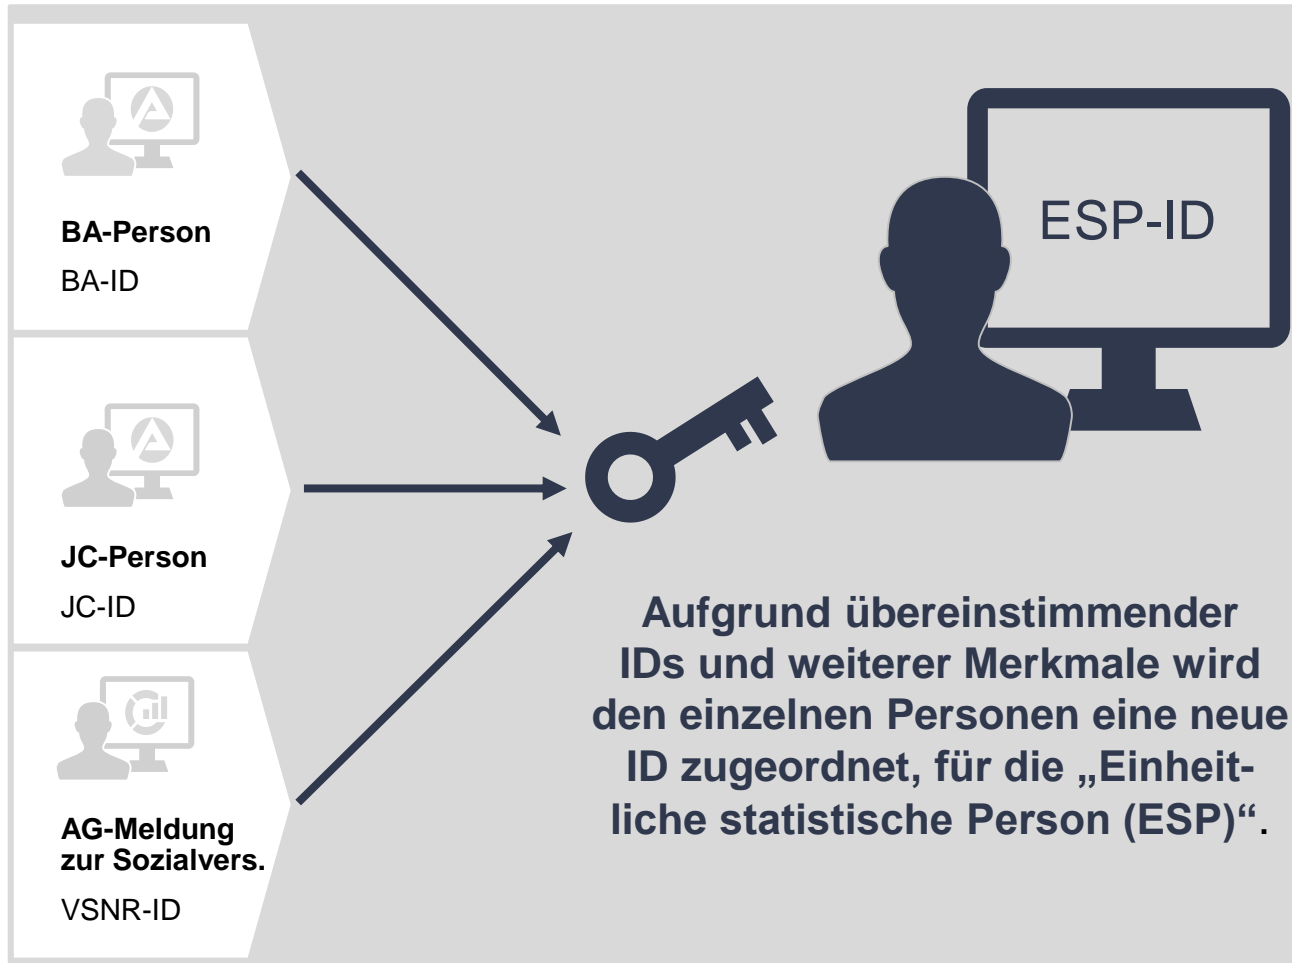 BA-Person
BA-ID
JC-Person
JC-ID
AG-Meldung
zur Sozialvers.
VSNR-ID
ESP-ID
Aufgrund übereinstimmender
IDs und weiterer Merkmale wird
den einzelnen Personen eine neue
ID zugeordnet, für die „Einheit-
liche statistische Person (ESP)“.